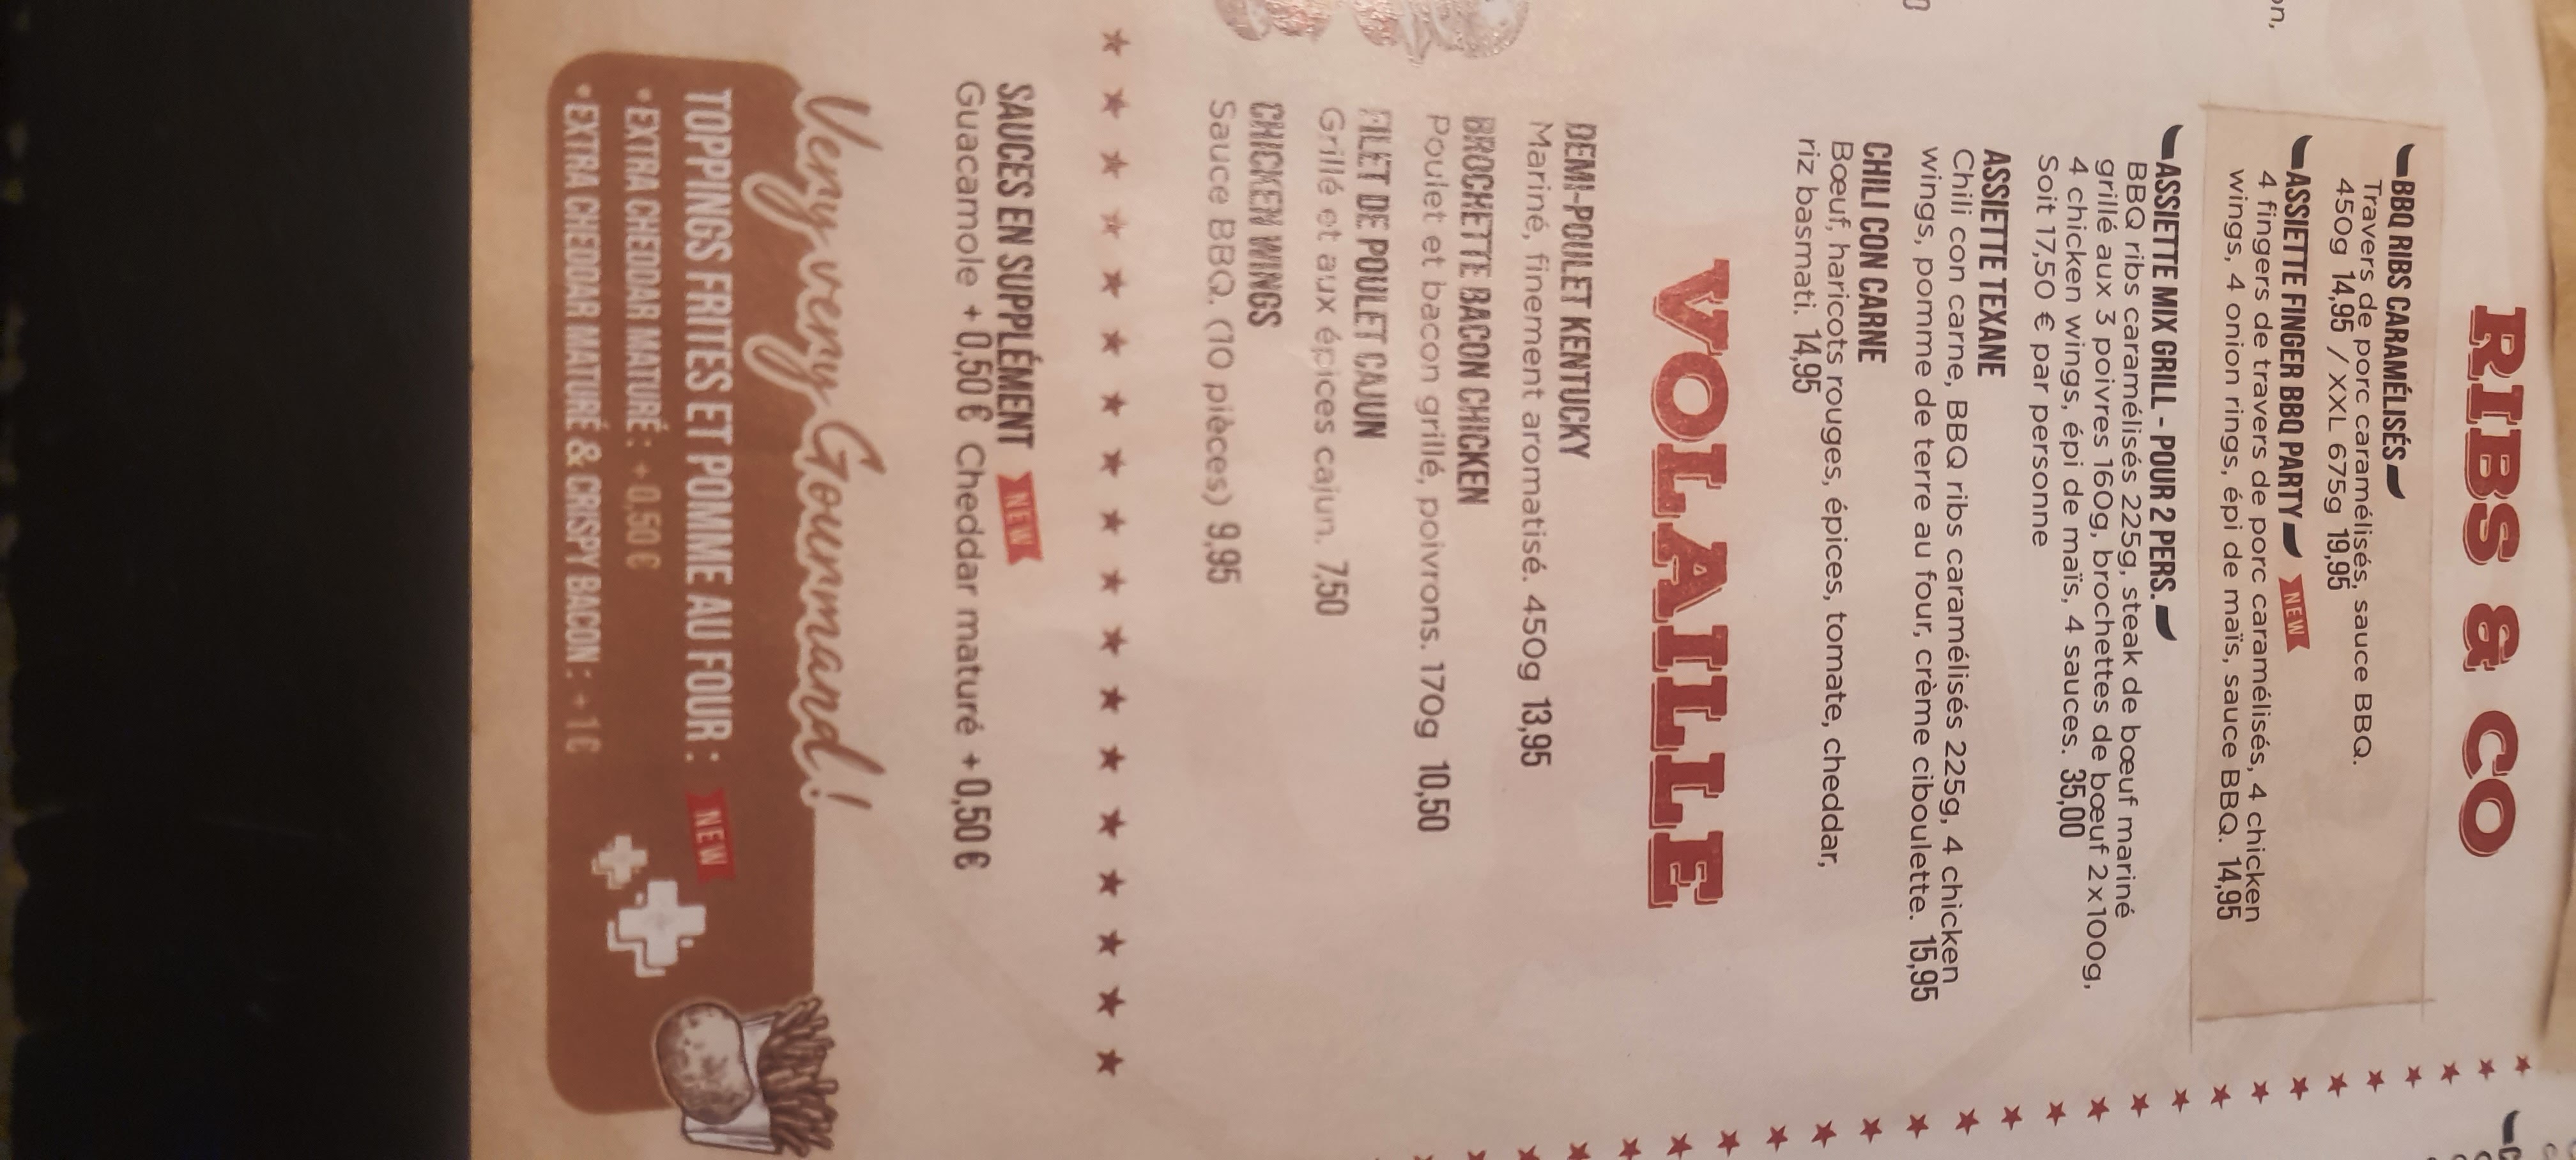 RIBS & CO
BBQ RIBS CARAMÉLISÉS
Travers de porc caramélisés, sauce BBQ.
450g 14,95 / XXL 675g 19,95
ASSIETTE FINGER BBQ PARTY NEW
4 fingers de travers de porc caramélisés, 4 chicken
wings, 4 onion rings, épi de maïs, sauce BBQ. 14,95
ASSIETTE MIX GRILL - POUR 2 PERS.
BBQ ribs caramélisés 225g, steak de bœuf mariné
grillé aux 3 poivres 160g, brochettes de bœuf 2x100g,
4 chicken wings, épi de maïs, 4 sauces. 35,00
Soit 17,50 € par personne
ASSIETTE TEXANE
Chili con carne, BBQ ribs caramélisés 225g, 4 chicken
wings, pomme de terre au four, crème ciboulette. 15,95
CHILI CON CARNE
Bœuf, haricots rouges, épices, tomate, cheddar,
riz basmati. 14,95
VOLAILLE
DEMI-POULET KENTUCKY
Mariné, finement aromatisé. 450g 13,95
BROCHETTE BACON CHICKEN
Poulet et bacon grillé, poivrons. 170g 10,50
FILET DE POULET CAJUN
Grillé et aux épices cajun. 7,50
CHICKEN WINGS
Sauce BBQ. (10 pièces) 9,95
SAUCES EN SUPPLÉMENT NEW
Guacamole + 0,50 € Cheddar maturé + 0,50 €
Very very Gourmand!
TOPPINGS FRITES ET POMME AU FOUR : NEW
• EXTRA CHEDDAR MATURÉ : + 0,50 €
• EXTRA CHEDDAR MATURÉ & CRISPY BACON : + 1 €